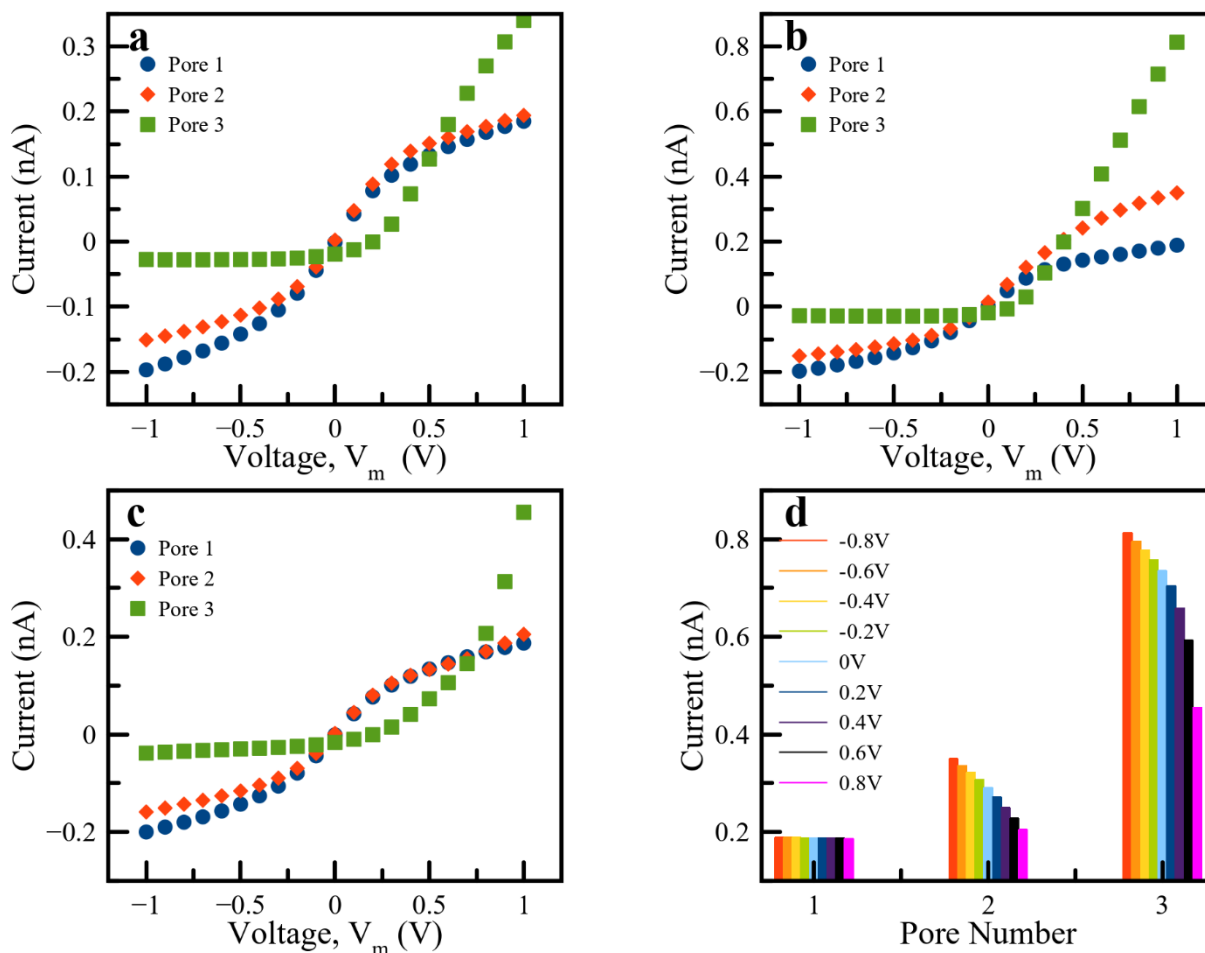 a
Pore 1
Pore 2
Pore 3
0.3
0.2
0.1
0
−0.1
−0.2
Current (nA)
−1
−0.5
0
0.5
1
Voltage, V_m (V)
b
Pore 1
Pore 2
Pore 3
0.8
0.6
0.4
0.2
0
−0.2
Current (nA)
−1
−0.5
0
0.5
1
Voltage, V_m (V)
c
Pore 1
Pore 2
Pore 3
0.4
0.2
0
−0.2
Current (nA)
−1
−0.5
0
0.5
1
Voltage, V_m (V)
d
-0.8V
-0.6V
-0.4V
-0.2V
0V
0.2V
0.4V
0.6V
0.8V
0.8
0.6
0.4
0.2
Current (nA)
1
2
3
Pore Number